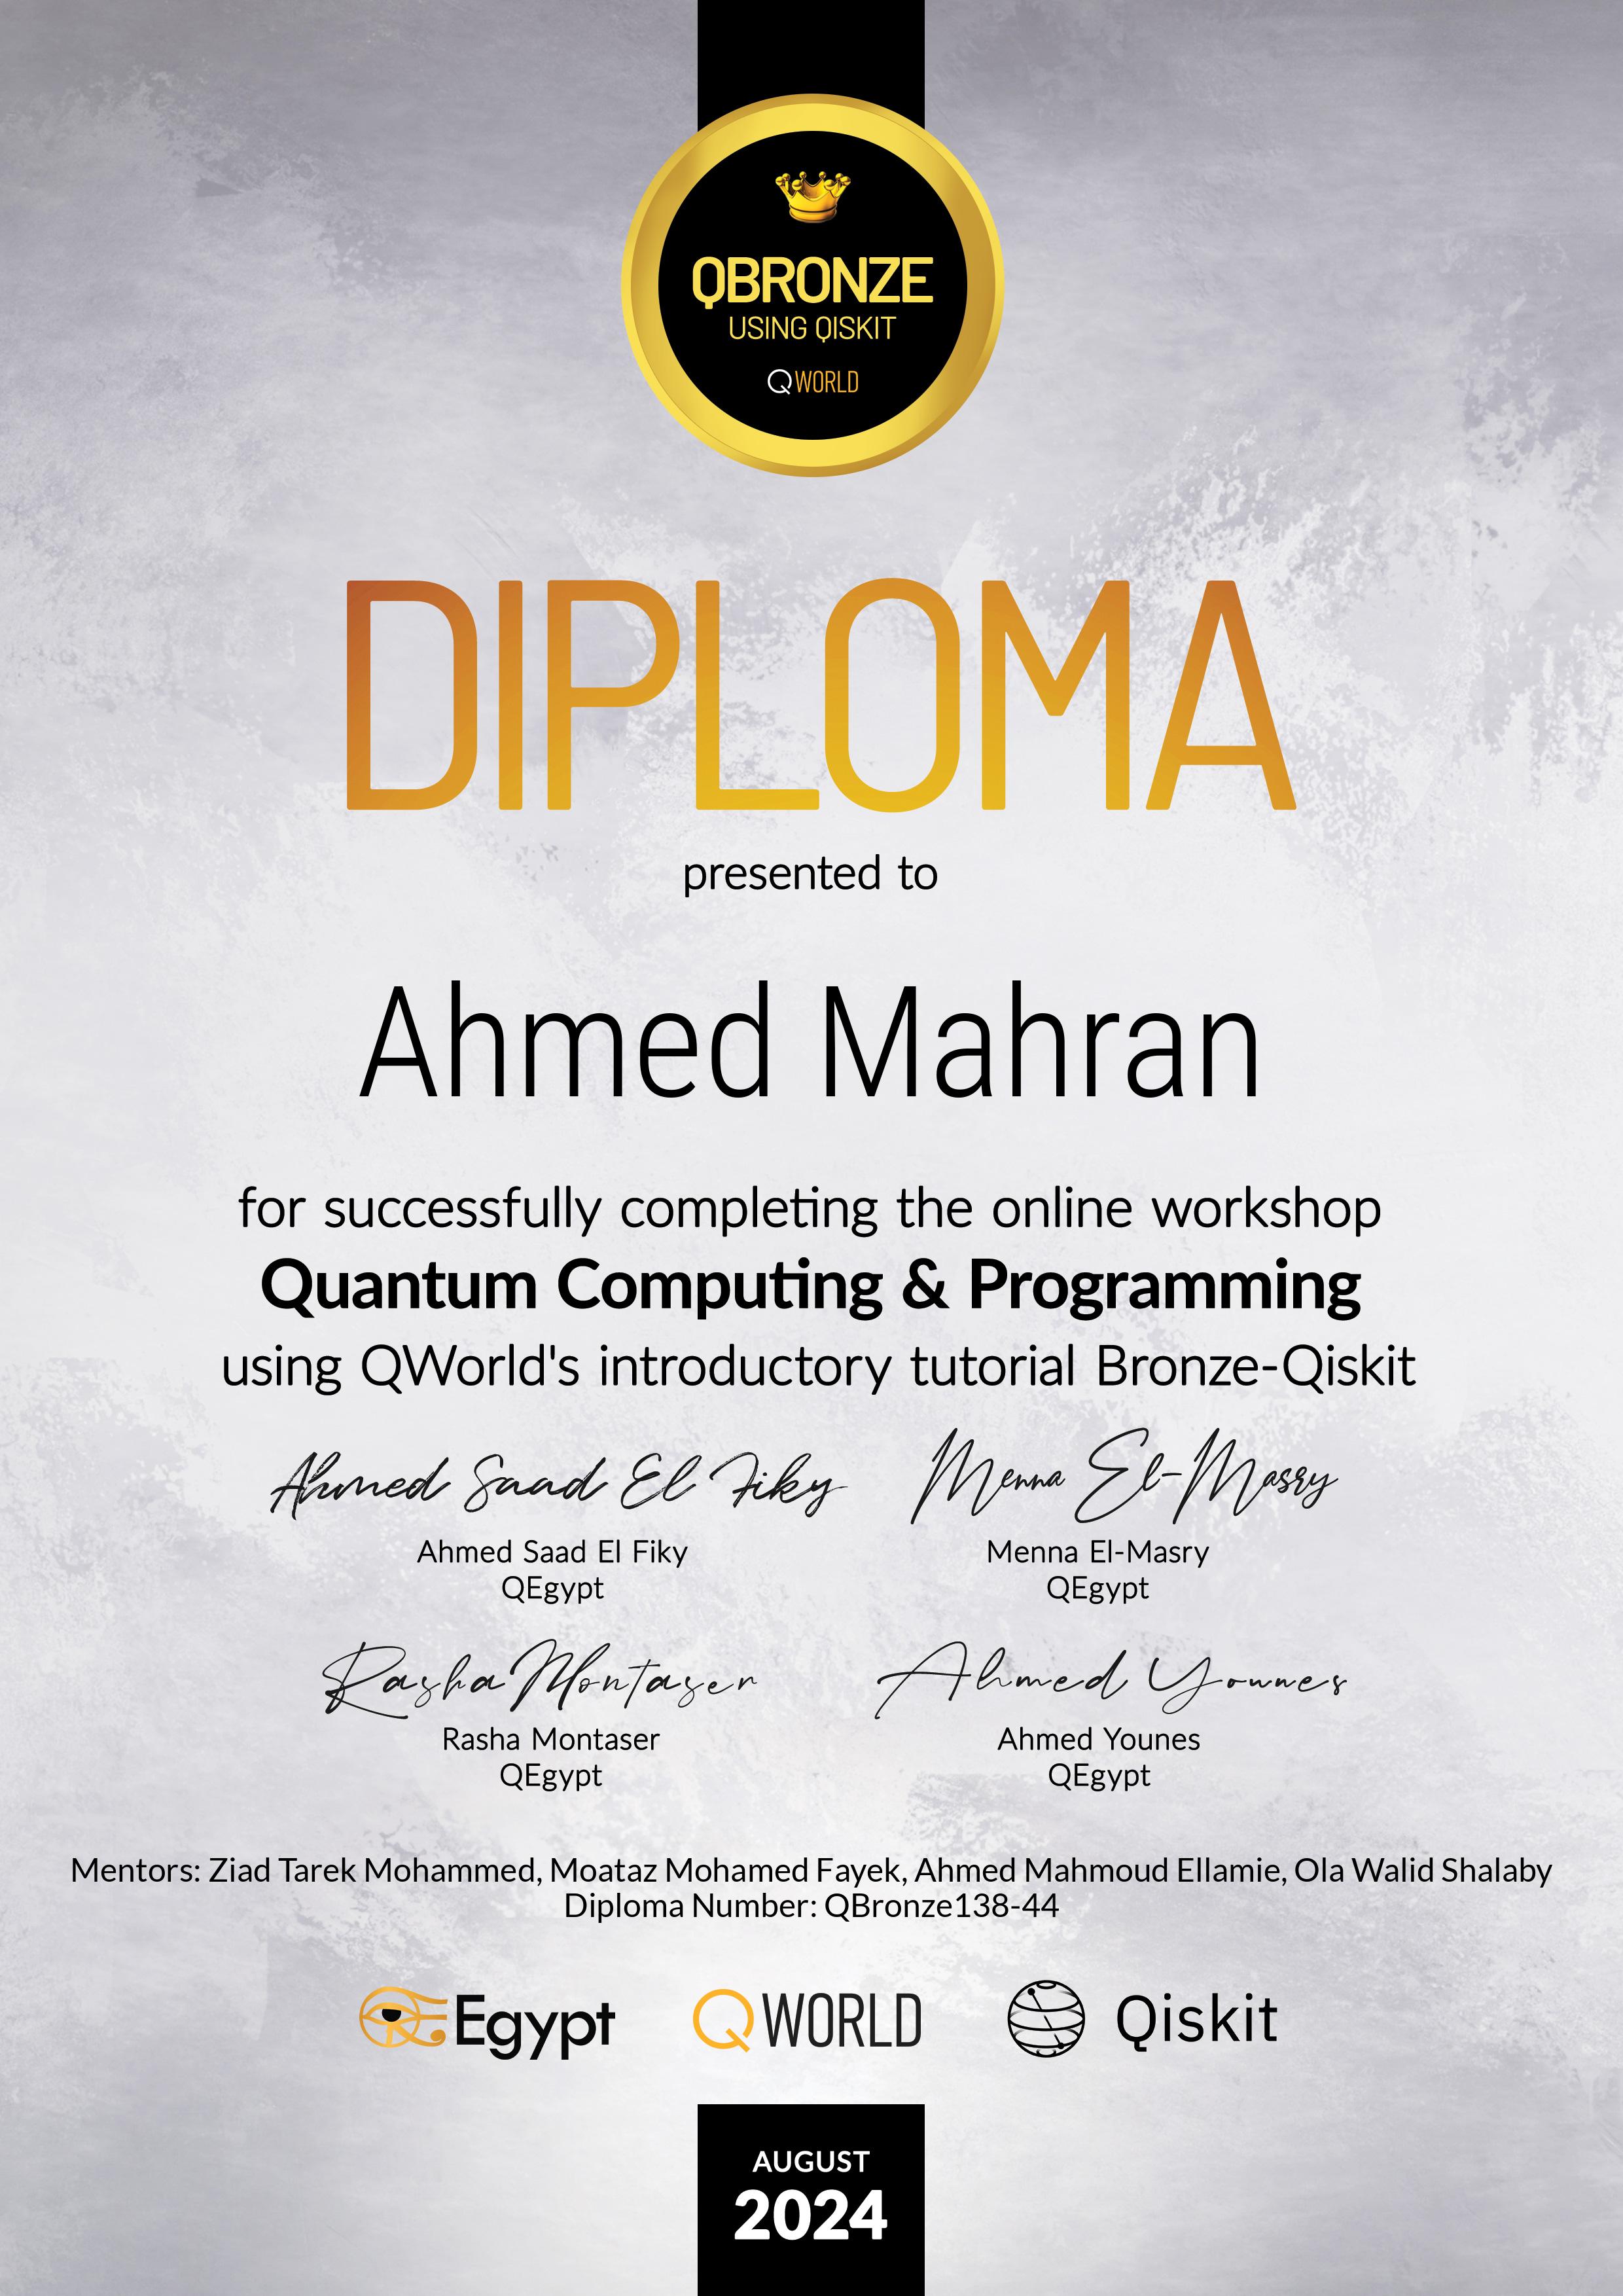 QBRONZE
USING QISKIT
QWORLD
DIPLOMA
presented to
Ahmed Mahran
for successfully completing the online workshop
Quantum Computing & Programming
using QWorld's introductory tutorial Bronze-Qiskit
Ahmed Saad El Fiky Menna El-Masry
Ahmed Saad El Fiky Menna El-Masry
QEgypt QEgypt
Rasha Montaser Ahmed Younes
Rasha Montaser Ahmed Younes
QEgypt QEgypt
Mentors: Ziad Tarek Mohammed, Moataz Mohamed Fayek, Ahmed Mahmoud Ellamie, Ola Walid Shalaby
Diploma Number: QBronze138-44
Egypt QWORLD Qiskit
AUGUST
2024